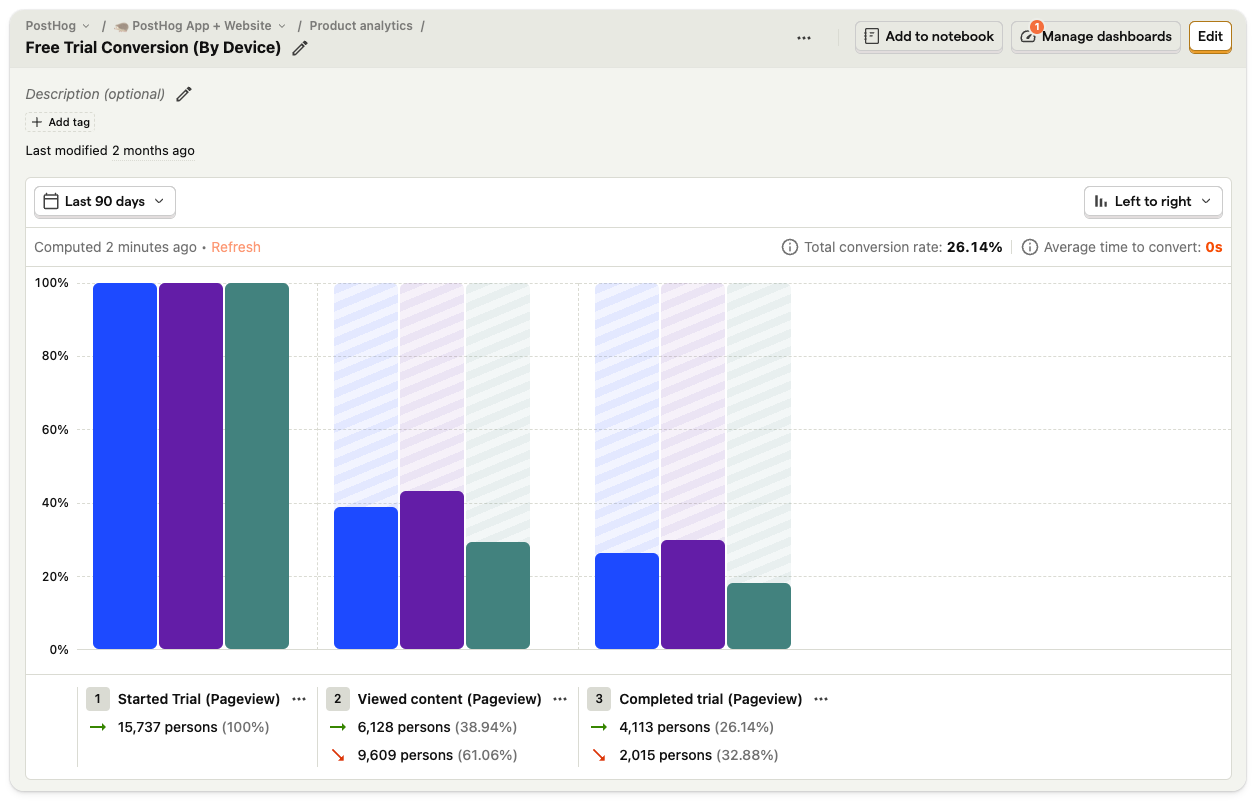 PostHog / PostHog App + Website / Product analytics /
Free Trial Conversion (By Device)
Add to notebook
1
Manage dashboards
Edit
Description (optional)
Add tag
Last modified 2 months ago
Last 90 days
Left to right
Computed 2 minutes ago • Refresh
Total conversion rate: 26.14%
Average time to convert: 0s
100%
80%
60%
40%
20%
0%
1 Started Trial (Pageview)
15,737 persons (100%)
2 Viewed content (Pageview)
6,128 persons (38.94%)
9,609 persons (61.06%)
3 Completed trial (Pageview)
4,113 persons (26.14%)
2,015 persons (32.88%)